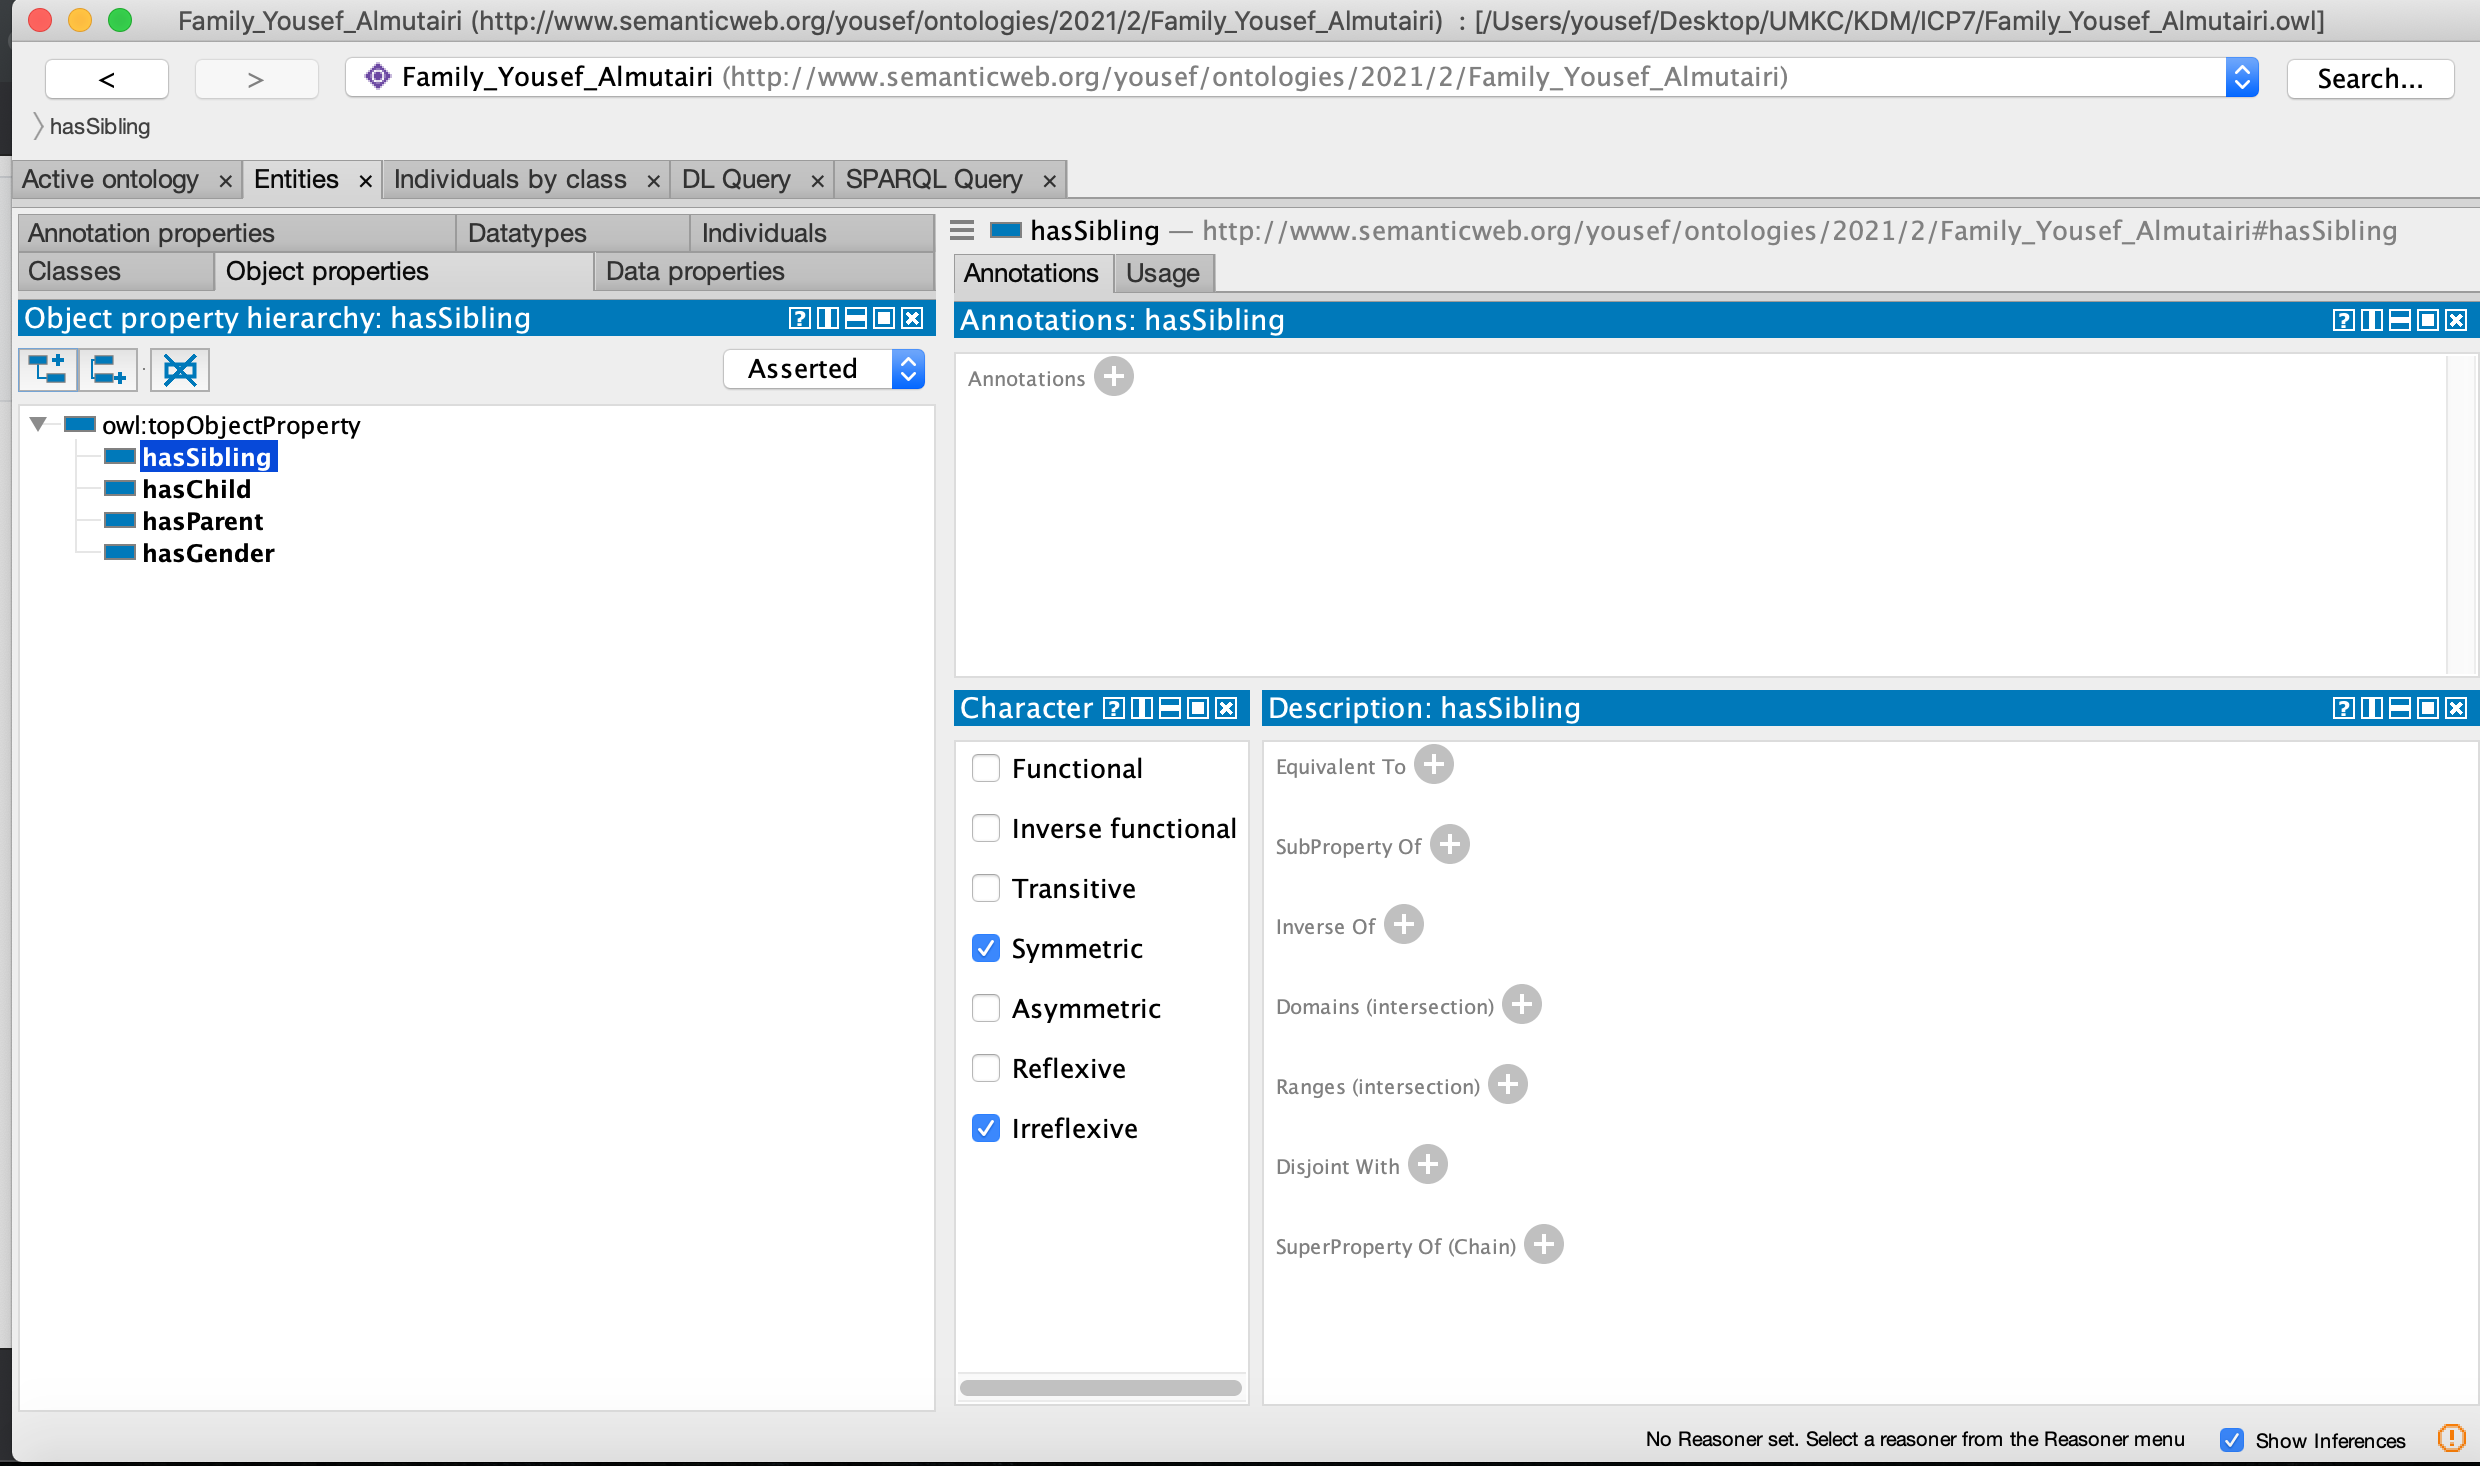 Family_Yousef_Almutairi (http://www.semanticweb.org/yousef/ontologies/2021/2/Family_Yousef_Almutairi) : [/Users/yousef/Desktop/UMKC/KDM/ICP7/Family_Yousef_Almutairi.owl]
< > Family_Yousef_Almutairi (http://www.semanticweb.org/yousef/ontologies/2021/2/Family_Yousef_Almutairi) Search...
hasSibling
Active ontology × Entities × Individuals by class × DL Query × SPARQL Query ×
Annotation properties Datatypes Individuals
Classes Object properties Data properties
Object property hierarchy: hasSibling
Asserted
owl:topObjectProperty
hasSibling
hasChild
hasParent
hasGender
hasSibling — http://www.semanticweb.org/yousef/ontologies/2021/2/Family_Yousef_Almutairi#hasSibling
Annotations Usage
Annotations: hasSibling
Annotations
Character
Functional
Inverse functional
Transitive
Symmetric
Asymmetric
Reflexive
Irreflexive
Description: hasSibling
Equivalent To
SubProperty Of
Inverse Of
Domains (intersection)
Ranges (intersection)
Disjoint With
SuperProperty Of (Chain)
No Reasoner set. Select a reasoner from the Reasoner menu Show Inferences